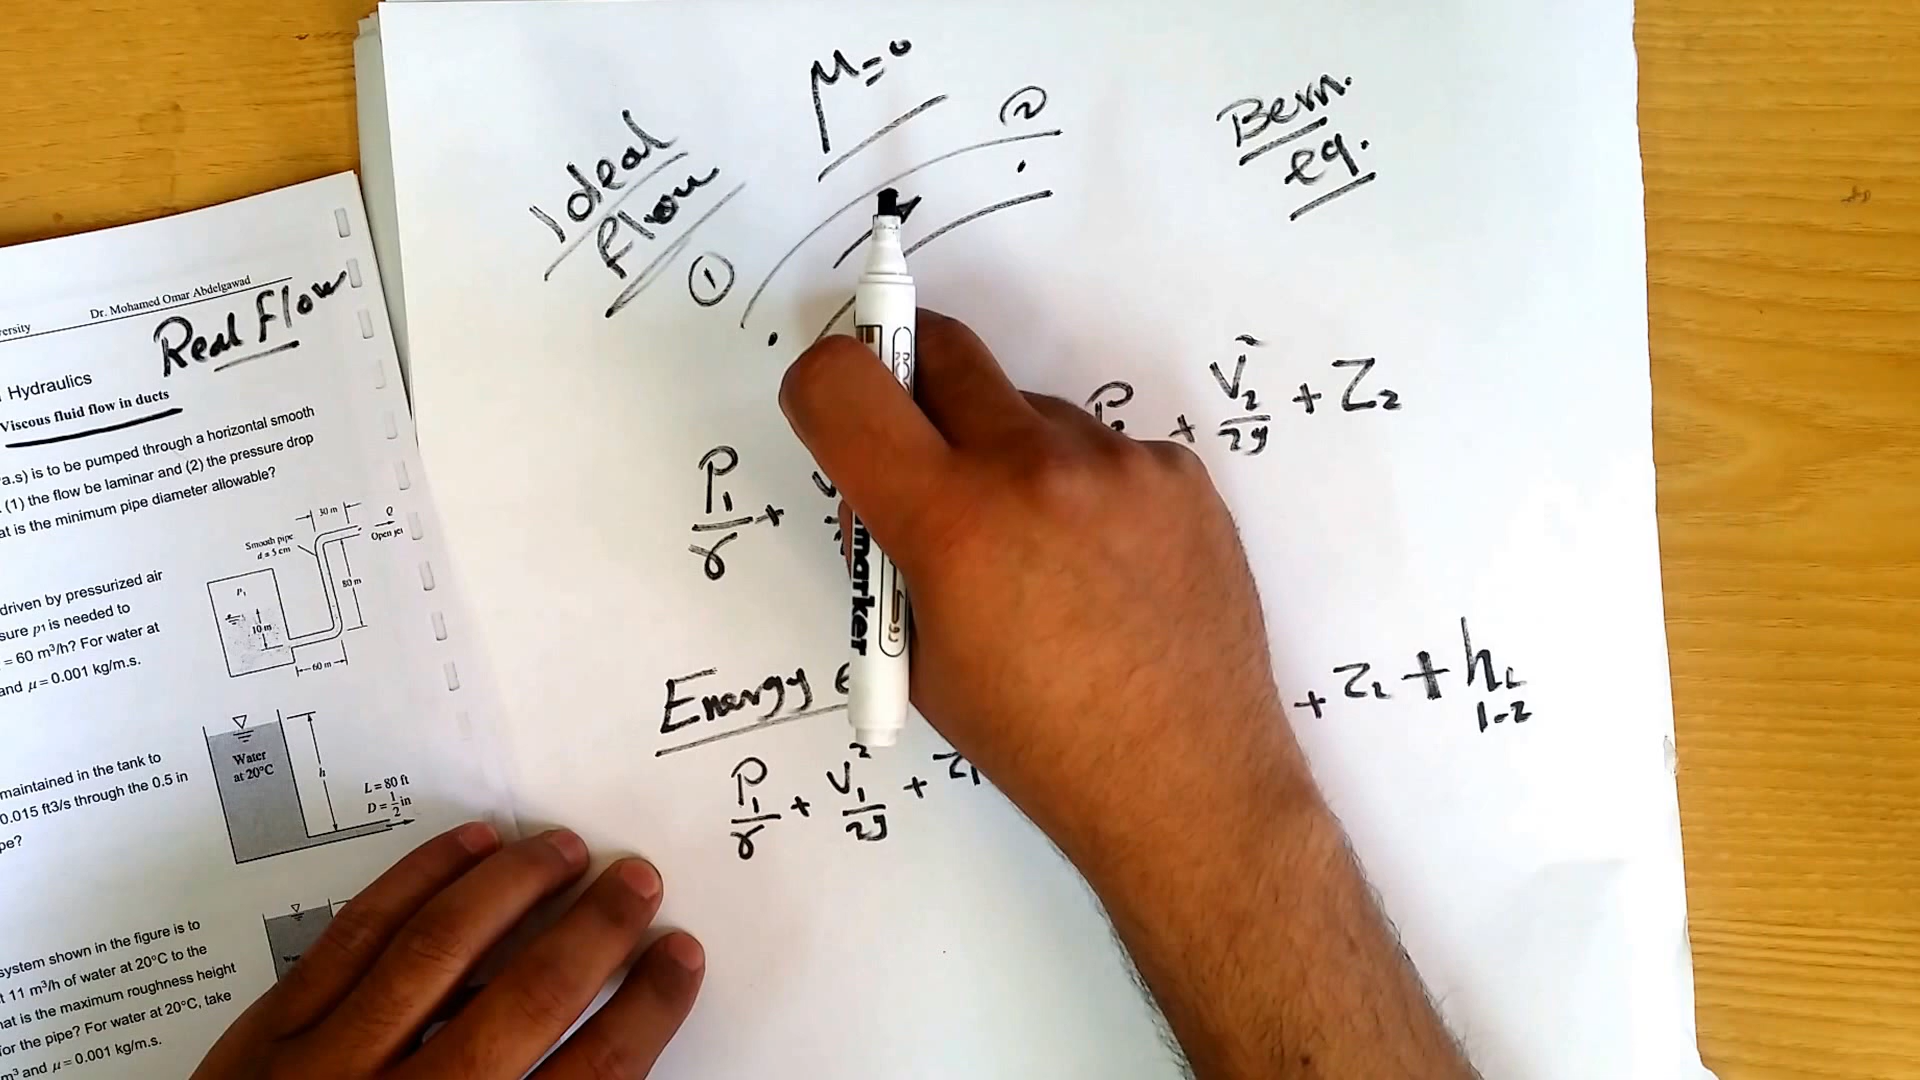 ersity
Dr. Mohamed Omar Abdelgawad
Real Flow
Hydraulics
Viscous fluid flow in ducts
a.s) is to be pumped through a horizontal smooth
(1) the flow be laminar and (2) the pressure drop
at is the minimum pipe diameter allowable?
30 m
Q
Open jet
Smooth pipe
d = 5 cm
80 m
P1
10 m
60 m
driven by pressurized air
sure p1 is needed to
= 60 m³/h? For water at
and μ = 0.001 kg/m.s.
Water
at 20°C
h
L = 80 ft
D = 1/2 in
maintained in the tank to
0.015 ft3/s through the 0.5 in
pe?
system shown in the figure is to
t 11 m³/h of water at 20°C to the
hat is the maximum roughness height
for the pipe? For water at 20°C, take
m³ and μ = 0.001 kg/m.s.
Ideal
flow
μ = 0
Bern.
eq.
1
2
P1/γ +
+ V2²/2g + Z2
Energy
P1/γ + V1²/2g + Z1
+ Z2 + hL 1-2
marker